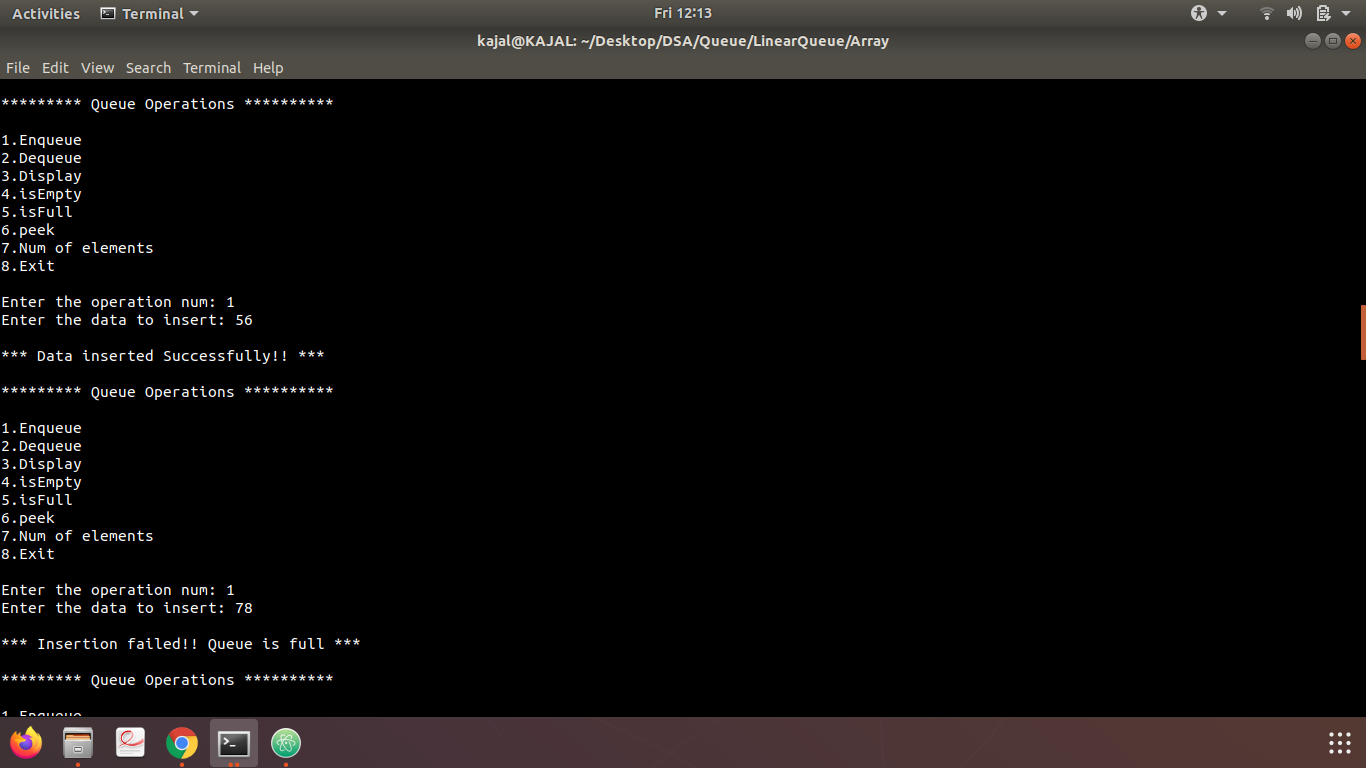 Activities Terminal Fri 12:13
kajal@KAJAL: ~/Desktop/DSA/Queue/LinearQueue/Array
File Edit View Search Terminal Help
********* Queue Operations **********
1.Enqueue
2.Dequeue
3.Display
4.isEmpty
5.isFull
6.peek
7.Num of elements
8.Exit
Enter the operation num: 1
Enter the data to insert: 56
*** Data inserted Successfully!! ***
********* Queue Operations **********
1.Enqueue
2.Dequeue
3.Display
4.isEmpty
5.isFull
6.peek
7.Num of elements
8.Exit
Enter the operation num: 1
Enter the data to insert: 78
*** Insertion failed!! Queue is full ***
********* Queue Operations **********
1.Enqueue